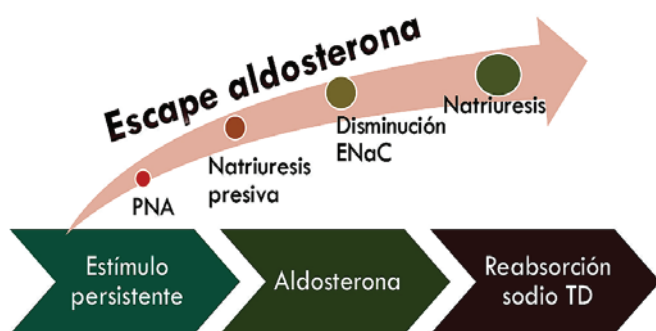 Escape aldosterona
PNA
Natriuresis
presiva
Disminución
ENaC
Natriuresis
Estímulo
persistente
Aldosterona
Reabsorción
sodio TD